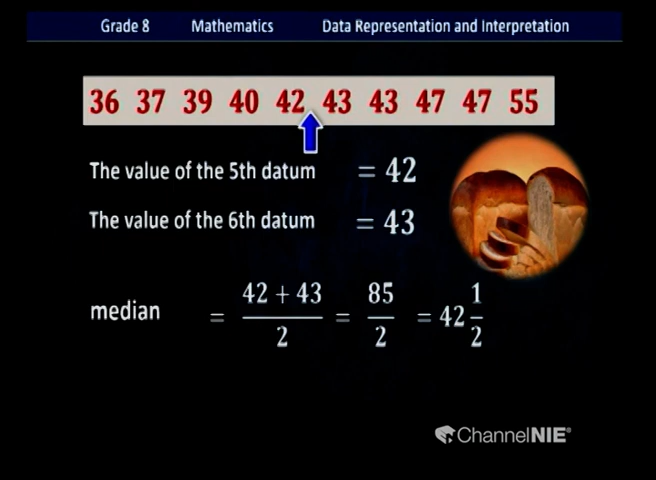 Grade 8 Mathematics Data Representation and Interpretation
36 37 39 40 42 43 43 47 47 55
The value of the 5th datum = 42
The value of the 6th datum = 43
median = (42 + 43)/2 = 85/2 = 42 1/2
ChannelNIE®